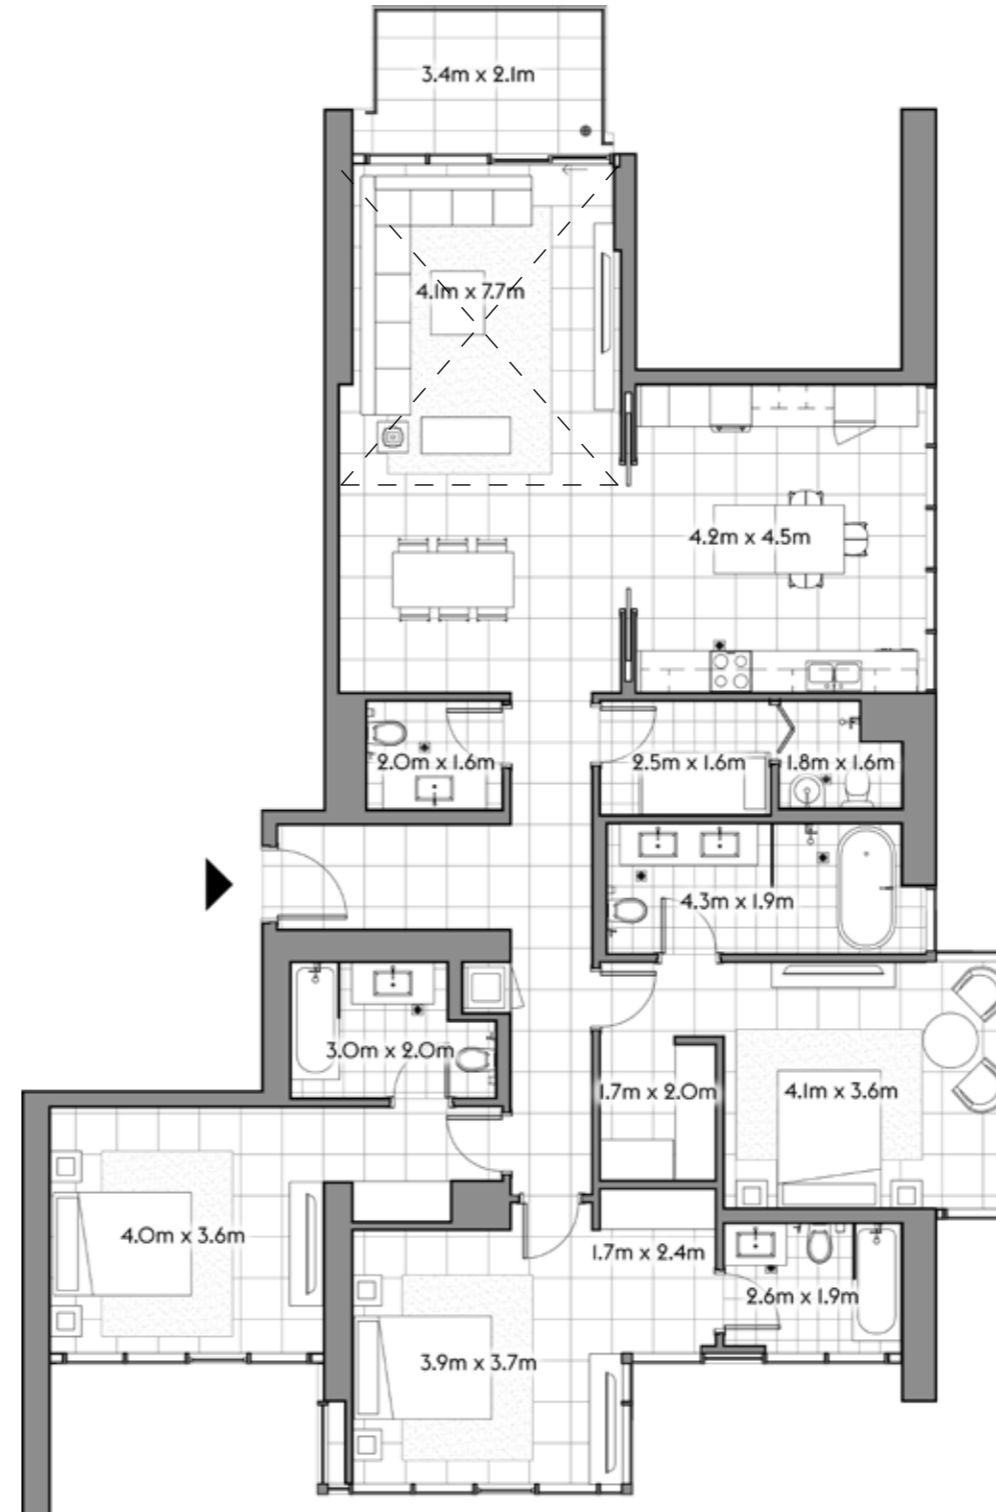 3.4m x 2.1m
4.1m x 7.7m
4.2m x 4.5m
2.0m x 1.6m
2.5m x 1.6m
1.8m x 1.6m
4.3m x 1.9m
3.0m x 2.0m
1.7m x 2.0m
4.1m x 3.6m
4.0m x 3.6m
1.7m x 2.4m
2.6m x 1.9m
3.9m x 3.7m